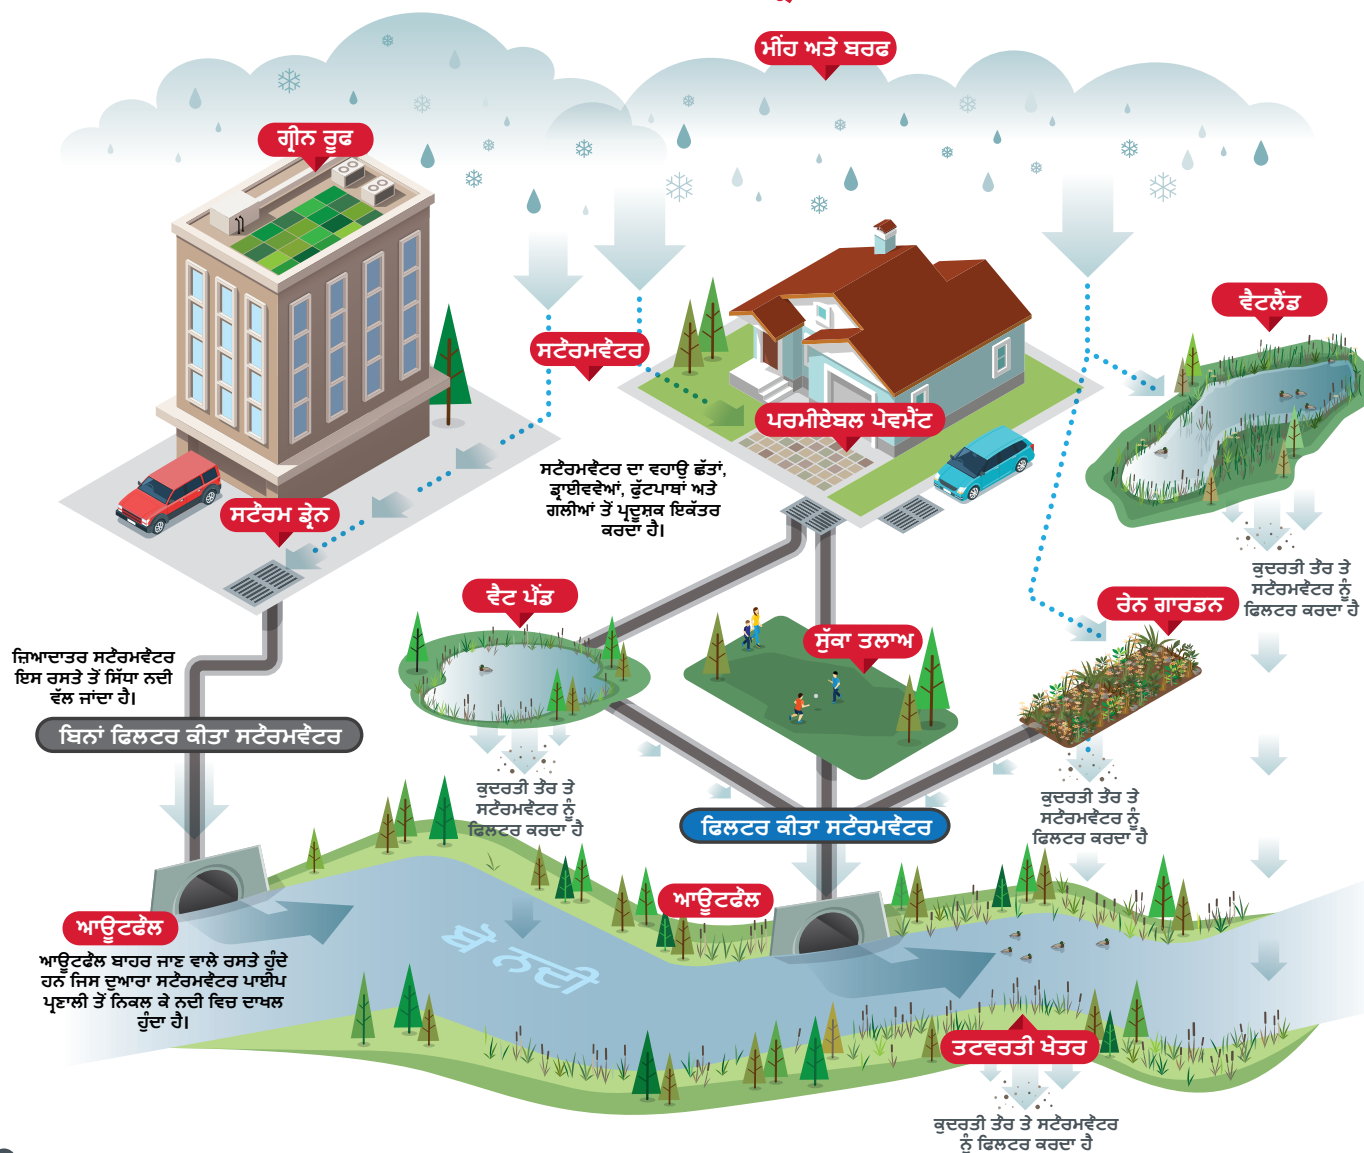 ਮੀਂਹ ਅਤੇ ਬਰਫ
ਗ੍ਰੀਨ ਰੂਫ
ਵੈਟਲੈਂਡ
ਸਟੋਰਮਵੇਟਰ
ਪਰਮੀਏਬਲ ਪੇਵਮੈਂਟ
ਸਟੋਰਮਵੇਟਰ ਦਾ ਵਹਾਉ ਛੱਤਾਂ,
ਡ੍ਰਾਈਵਵੇਆਂ, ਫੁੱਟਪਾਥਾਂ ਅਤੇ
ਗਲੀਆਂ ਤੋਂ ਪ੍ਰਦੂਸ਼ਕ ਇਕੱਤਰ
ਕਰਦਾ ਹੈ।
ਸਟੋਰਮ ਡ੍ਰੇਨ
ਕੁਦਰਤੀ ਤੌਰ ਤੇ
ਸਟੋਰਮਵੇਟਰ ਨੂੰ
ਫਿਲਟਰ ਕਰਦਾ ਹੈ
ਵੈਟ ਪੌਂਡ
ਰੇਨ ਗਾਰਡਨ
ਸੁੱਕਾ ਤਲਾਅ
ਜ਼ਿਆਦਾਤਰ ਸਟੋਰਮਵੇਟਰ
ਇਸ ਰਸਤੇ ਤੋਂ ਸਿੱਧਾ ਨਦੀ
ਵੱਲ ਜਾਂਦਾ ਹੈ।
ਬਿਨਾਂ ਫਿਲਟਰ ਕੀਤਾ ਸਟੋਰਮਵੇਟਰ
ਕੁਦਰਤੀ ਤੌਰ ਤੇ
ਸਟੋਰਮਵੇਟਰ ਨੂੰ
ਫਿਲਟਰ ਕਰਦਾ ਹੈ
ਕੁਦਰਤੀ ਤੌਰ ਤੇ
ਸਟੋਰਮਵੇਟਰ ਨੂੰ
ਫਿਲਟਰ ਕਰਦਾ ਹੈ
ਫਿਲਟਰ ਕੀਤਾ ਸਟੋਰਮਵੇਟਰ
ਆਊਟਫੌਲ
ਆਊਟਫੌਲ
ਆਊਟਫੌਲ ਬਾਹਰ ਜਾਣ ਵਾਲੇ ਰਸਤੇ ਹੁੰਦੇ
ਹਨ ਜਿਸ ਦੁਆਰਾ ਸਟੋਰਮਵੇਟਰ ਪਾਈਪ
ਪ੍ਰਣਾਲੀ ਤੋਂ ਨਿਕਲ ਕੇ ਨਦੀ ਵਿਚ ਦਾਖਲ
ਹੁੰਦਾ ਹੈ।
ਬੋ ਨਦੀ
ਤਟਵਰਤੀ ਖੇਤਰ
ਕੁਦਰਤੀ ਤੌਰ ਤੇ ਸਟੋਰਮਵੇਟਰ
ਨੂੰ ਫਿਲਟਰ ਕਰਦਾ ਹੈ